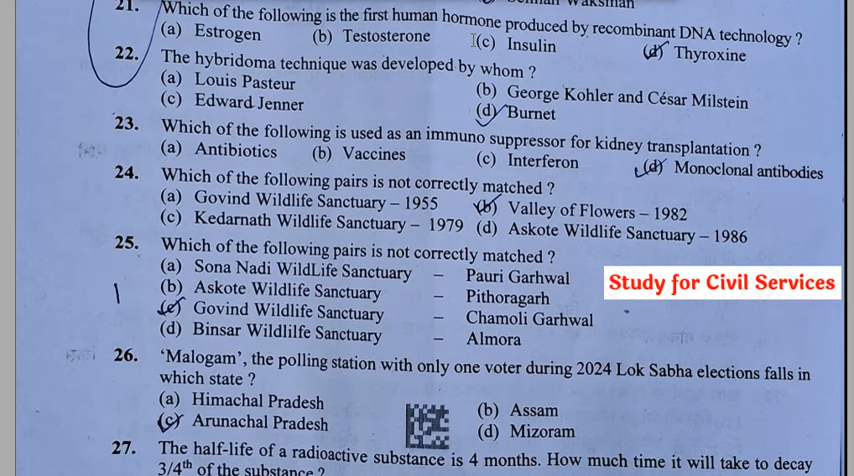 21. Which of the following is the first human hormone produced by recombinant DNA technology ?
(a) Estrogen (b) Testosterone (c) Insulin (d) Thyroxine
22. The hybridoma technique was developed by whom ?
(a) Louis Pasteur (b) George Kohler and César Milstein
(c) Edward Jenner (d) Burnet
23. Which of the following is used as an immuno suppressor for kidney transplantation ?
(a) Antibiotics (b) Vaccines (c) Interferon (d) Monoclonal antibodies
24. Which of the following pairs is not correctly matched ?
(a) Govind Wildlife Sanctuary – 1955 (b) Valley of Flowers – 1982
(c) Kedarnath Wildlife Sanctuary – 1979 (d) Askote Wildlife Sanctuary – 1986
25. Which of the following pairs is not correctly matched ?
(a) Sona Nadi WildLife Sanctuary – Pauri Garhwal
Study for Civil Services
(b) Askote Wildlife Sanctuary – Pithoragarh
(c) Govind Wildlife Sanctuary – Chamoli Garhwal
(d) Binsar Wildlilfe Sanctuary – Almora
26. ‘Malogam’, the polling station with only one voter during 2024 Lok Sabha elections falls in
which state ?
(a) Himachal Pradesh (b) Assam
(c) Arunachal Pradesh (d) Mizoram
27. The half-life of a radioactive substance is 4 months. How much time it will take to decay
3/4th of the substance ?